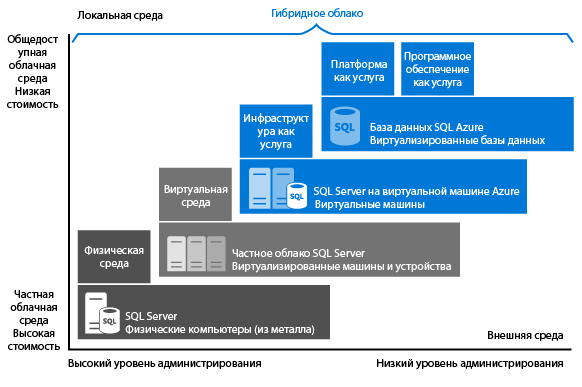 Локальная среда
Гибридное облако
Общедост
упная
облачная
среда
Низкая
стоимость
Платформа
как услуга
Программное
обеспечение
как услуга
SQL
База данных SQL Azure
Виртуализированные базы данных
Инфраструкт
ура как
услуга
SQL
SQL Server на виртуальной машине Azure
Виртуальные машины
Виртуальная
среда
Частное облако SQL Server
Виртуализированные машины и устройства
Физическая
среда
SQL
SQL Server
Физические компьютеры (из металла)
Частная
облачная
среда
Высокая
стоимость
Внешняя среда
Высокий уровень администрирования
Низкий уровень администрирования